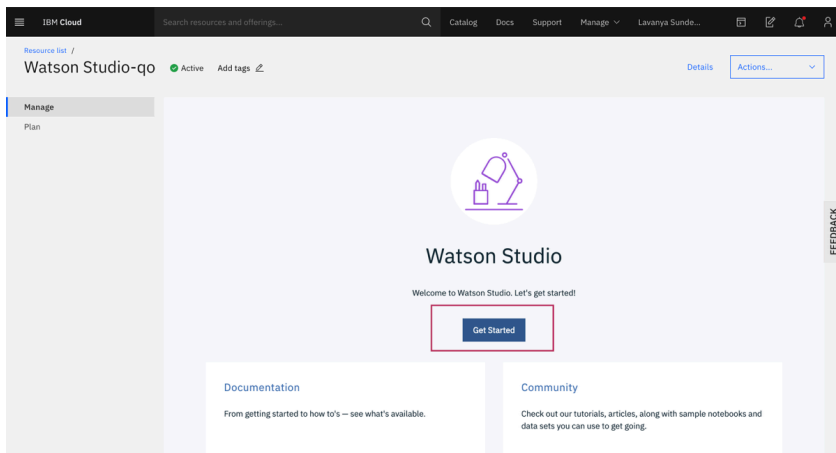 IBM Cloud
Search resources and offerings...
Catalog
Docs
Support
Manage
Lavanya Sunde...
Resource list /
Watson Studio-qo
Active
Add tags
Details
Actions...
Manage
Plan
FEEDBACK
Watson Studio
Welcome to Watson Studio. Let's get started!
Get Started
Documentation
From getting started to how to's — see what's available.
Community
Check out our tutorials, articles, along with sample notebooks and
data sets you can use to get going.